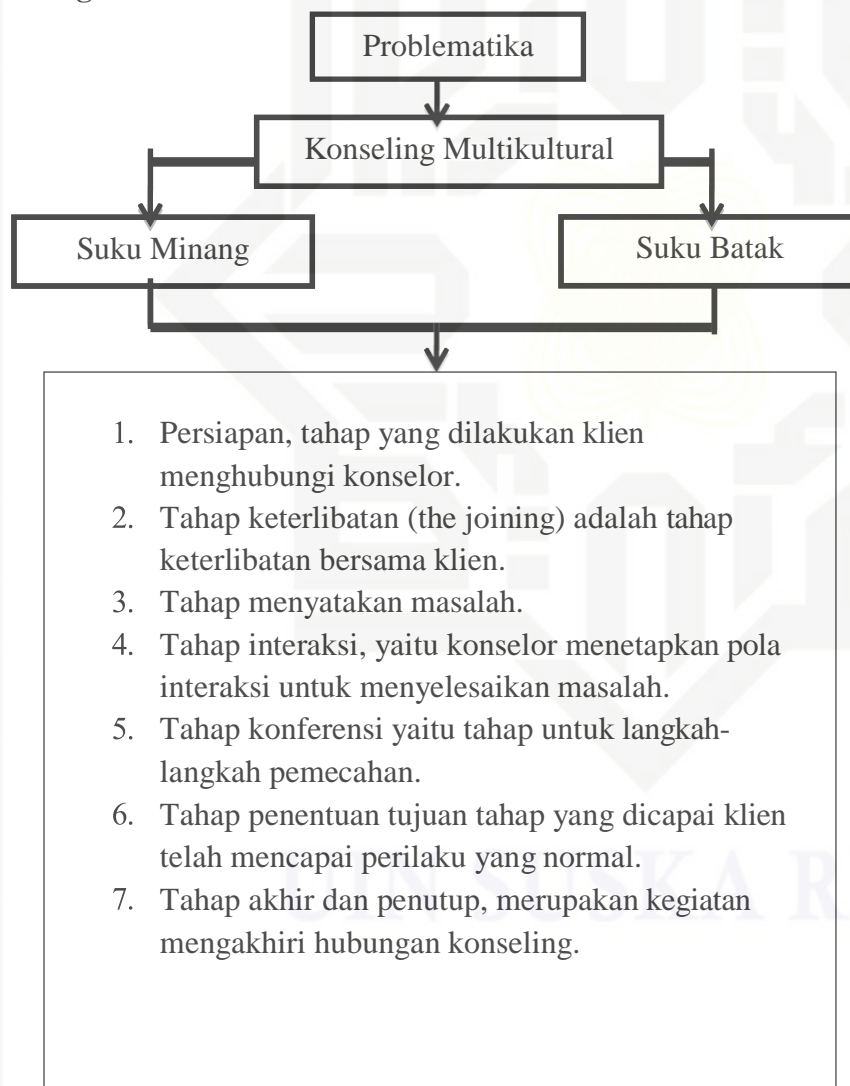 Problematika
Konseling Multikultural
Suku Minang
Suku Batak
1. Persiapan, tahap yang dilakukan klien
menghubungi konselor.
2. Tahap keterlibatan (the joining) adalah tahap
keterlibatan bersama klien.
3. Tahap menyatakan masalah.
4. Tahap interaksi, yaitu konselor menetapkan pola
interaksi untuk menyelesaikan masalah.
5. Tahap konferensi yaitu tahap untuk langkah-
langkah pemecahan.
6. Tahap penentuan tujuan tahap yang dicapai klien
telah mencapai perilaku yang normal.
7. Tahap akhir dan penutup, merupakan kegiatan
mengakhiri hubungan konseling.
UIN SUSKA R